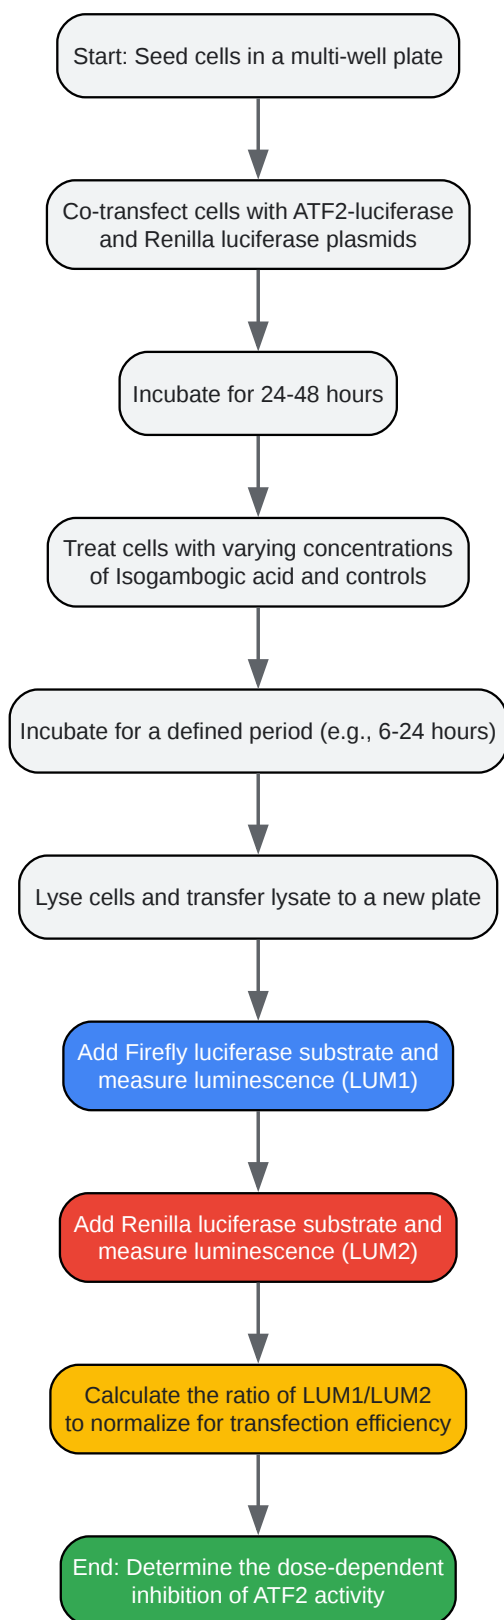 Start: Seed cells in a multi-well plate
Co-transfect cells with ATF2-luciferase
and Renilla luciferase plasmids
Incubate for 24-48 hours
Treat cells with varying concentrations
of Isogambogic acid and controls
Incubate for a defined period (e.g., 6-24 hours)
Lyse cells and transfer lysate to a new plate
Add Firefly luciferase substrate and
measure luminescence (LUM1)
Add Renilla luciferase substrate and
measure luminescence (LUM2)
Calculate the ratio of LUM1/LUM2
to normalize for transfection efficiency
End: Determine the dose-dependent
inhibition of ATF2 activity